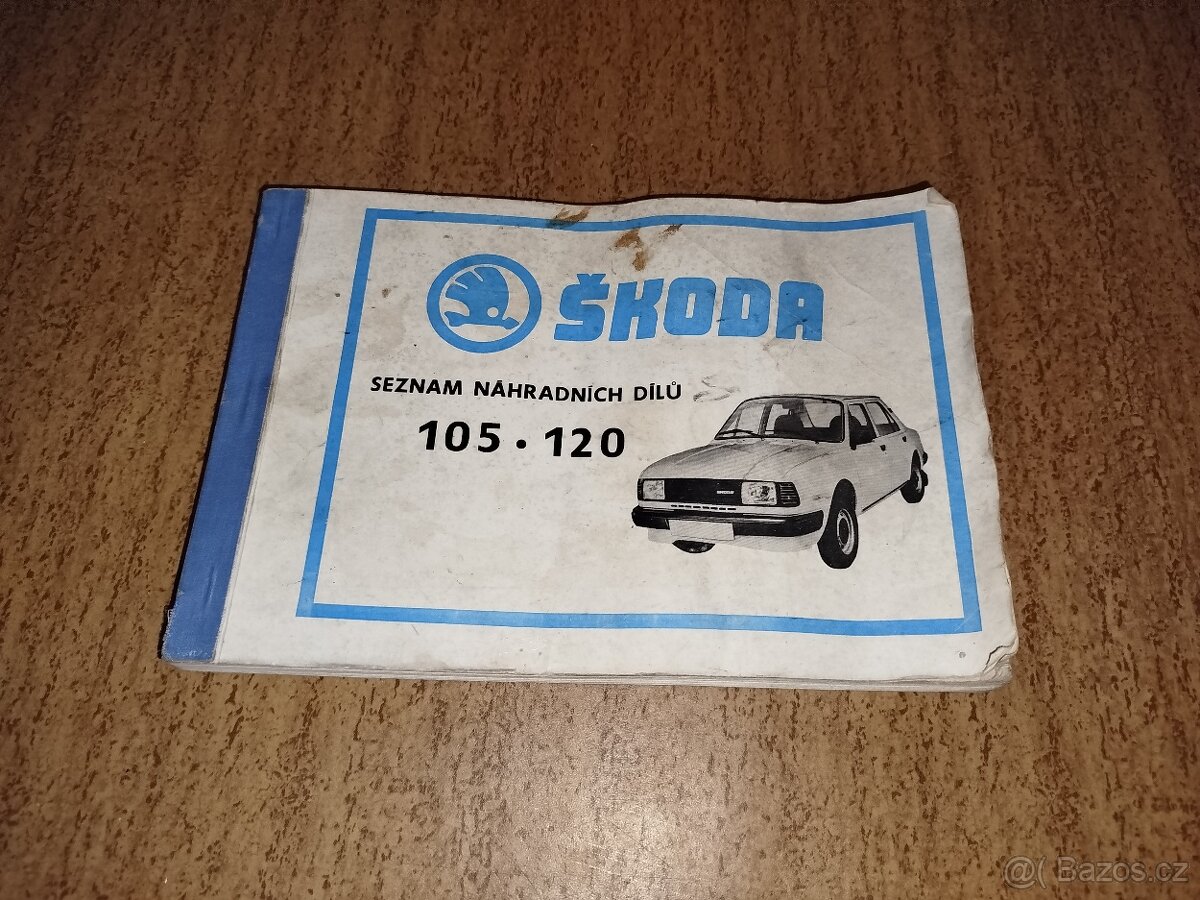 ŠKODA
SEZNAM NÁHRADNÍCH DÍLŮ
105 • 120
@( Bazos.cz